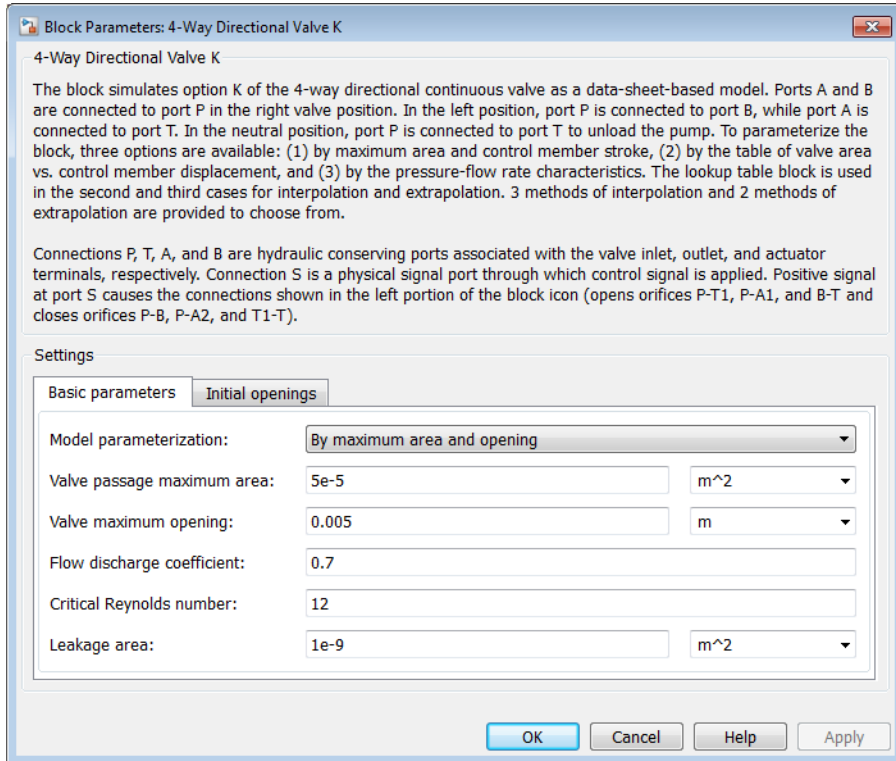 Block Parameters: 4-Way Directional Valve K
4-Way Directional Valve K
The block simulates option K of the 4-way directional continuous valve as a data-sheet-based model. Ports A and B
are connected to port P in the right valve position. In the left position, port P is connected to port B, while port A is
connected to port T. In the neutral position, port P is connected to port T to unload the pump. To parameterize the
block, three options are available: (1) by maximum area and control member stroke, (2) by the table of valve area
vs. control member displacement, and (3) by the pressure-flow rate characteristics. The lookup table block is used
in the second and third cases for interpolation and extrapolation. 3 methods of interpolation and 2 methods of
extrapolation are provided to choose from.
Connections P, T, A, and B are hydraulic conserving ports associated with the valve inlet, outlet, and actuator
terminals, respectively. Connection S is a physical signal port through which control signal is applied. Positive signal
at port S causes the connections shown in the left portion of the block icon (opens orifices P-T1, P-A1, and B-T and
closes orifices P-B, P-A2, and T1-T).
Settings
Basic parameters Initial openings
Model parameterization: By maximum area and opening
Valve passage maximum area: 5e-5 m^2
Valve maximum opening: 0.005 m
Flow discharge coefficient: 0.7
Critical Reynolds number: 12
Leakage area: 1e-9 m^2
OK Cancel Help Apply